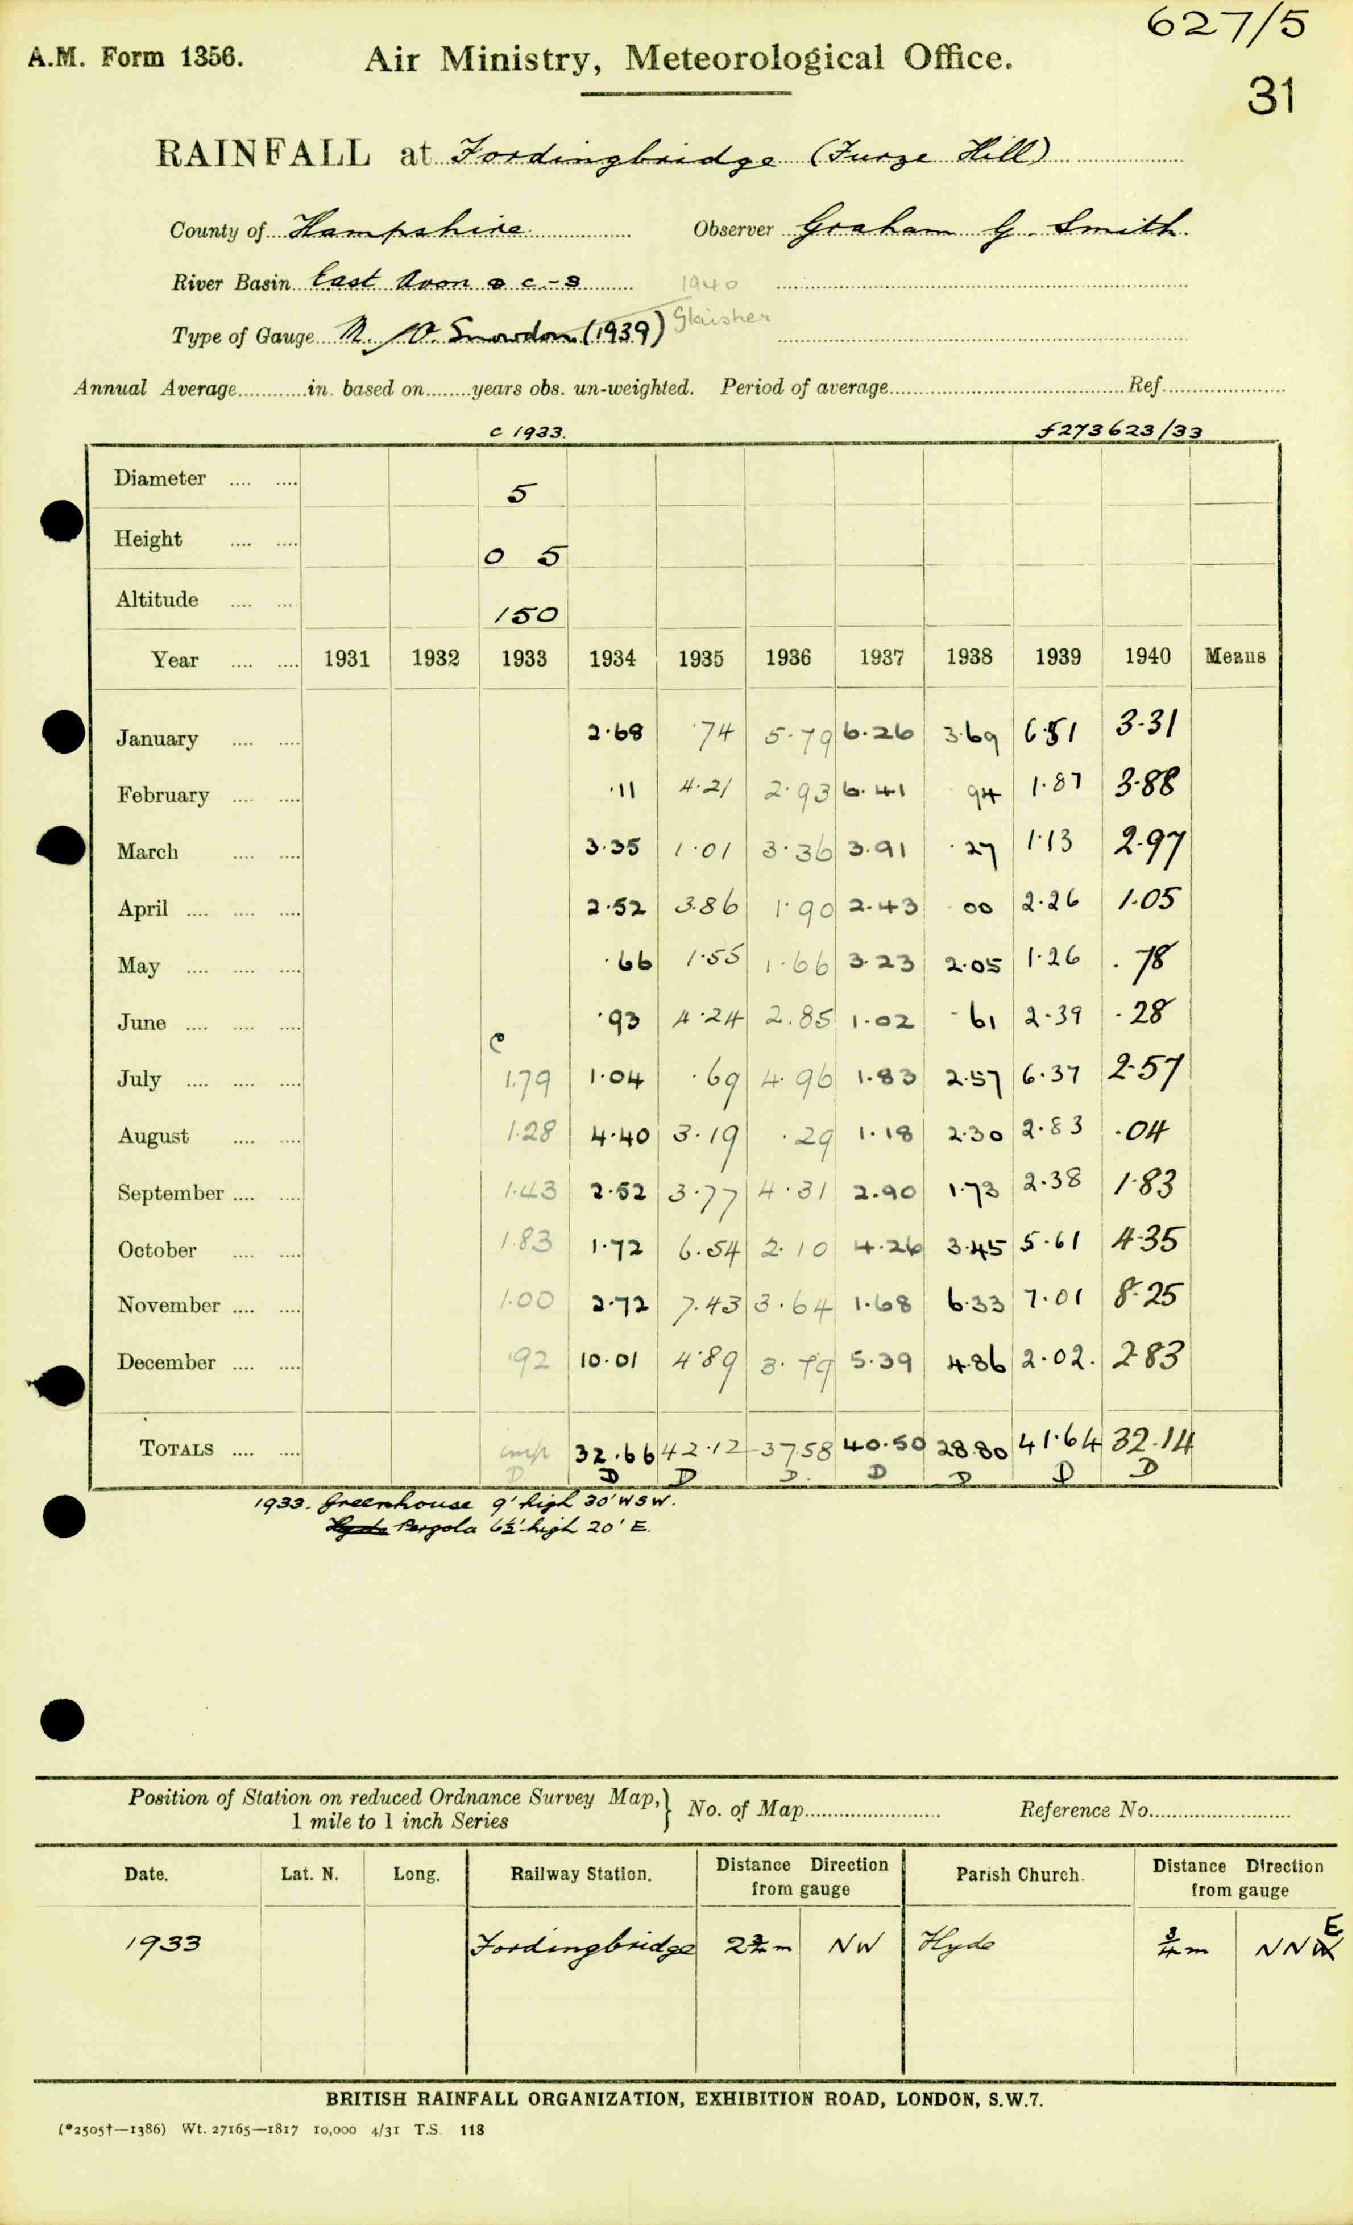 627/5
A.M. Form 1356. Air Ministry, Meteorological Office.
31
RAINFALL at Fordingbridge (Furze Hill)
County of Hampshire Observer Graham G. Smith.
River Basin East Avon c-s 1940
Type of Gauge M. O. Snowdon (1939) Glaisher
Annual Average............in. based on........years obs. un-weighted. Period of average........................................Ref.....................
c 1933. f273623/33
Diameter .... .... 5
Height .... .... 0 5
Altitude .... .... 150
Year .... .... 1931 1932 1933 1934 1935 1936 1937 1938 1939 1940 Means
January .... .... 2.68 .74 5.79 6.26 3.69 6.51 3.31
February .... .... .11 4.21 2.93 6.41 .94 1.87 3.88
March .... .... 3.35 1.01 3.36 3.91 .27 1.13 2.97
April .... .... .... 2.52 3.86 1.90 2.43 .00 2.26 1.05
May .... .... .... .66 1.55 1.66 3.23 2.05 1.26 .78
June .... .... .... .93 4.24 2.85 1.02 .61 2.39 .28
July .... .... .... 1.79 1.04 .69 4.96 1.83 2.57 6.37 2.57
August .... .... 1.28 4.40 3.19 .29 1.18 2.30 2.83 .04
September .... .... 1.43 2.52 3.77 4.31 2.90 1.73 2.38 1.83
October .... .... 1.83 1.72 6.54 2.10 4.26 3.45 5.61 4.35
November .... .... 1.00 2.72 7.43 3.64 1.68 6.33 7.01 8.25
December .... .... .92 10.01 4.89 3.79 5.39 4.86 2.02. 2.83
TOTALS .... .... imp 32.66 42.12 37.58 40.50 28.80 41.64 32.14
D D D D. D D D D
1933. Greenhouse 9' high 30' WSW.
Pergola 6½' high 20' E.
Position of Station on reduced Ordnance Survey Map, } No. of Map........................ Reference No.........................
1 mile to 1 inch Series
Date. Lat. N. Long. Railway Station. Distance Direction from gauge Parish Church. Distance Direction from gauge
1933 Fordingbridge 2¾ m NW Hyde ¾ m NNE
BRITISH RAINFALL ORGANIZATION, EXHIBITION ROAD, LONDON, S.W.7.
(*2505†—1386) Wt. 27165—1817 10,000 4/31 T.S. 118